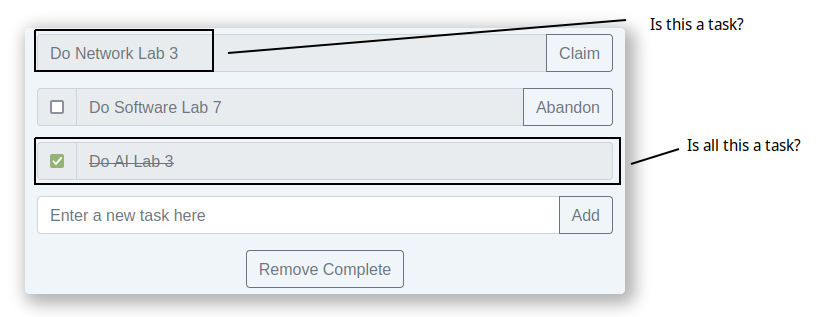 Is this a task?
Do Network Lab 3
Claim
Do Software Lab 7
Abandon
Do AI Lab 3
Is all this a task?
Enter a new task here
Add
Remove Complete